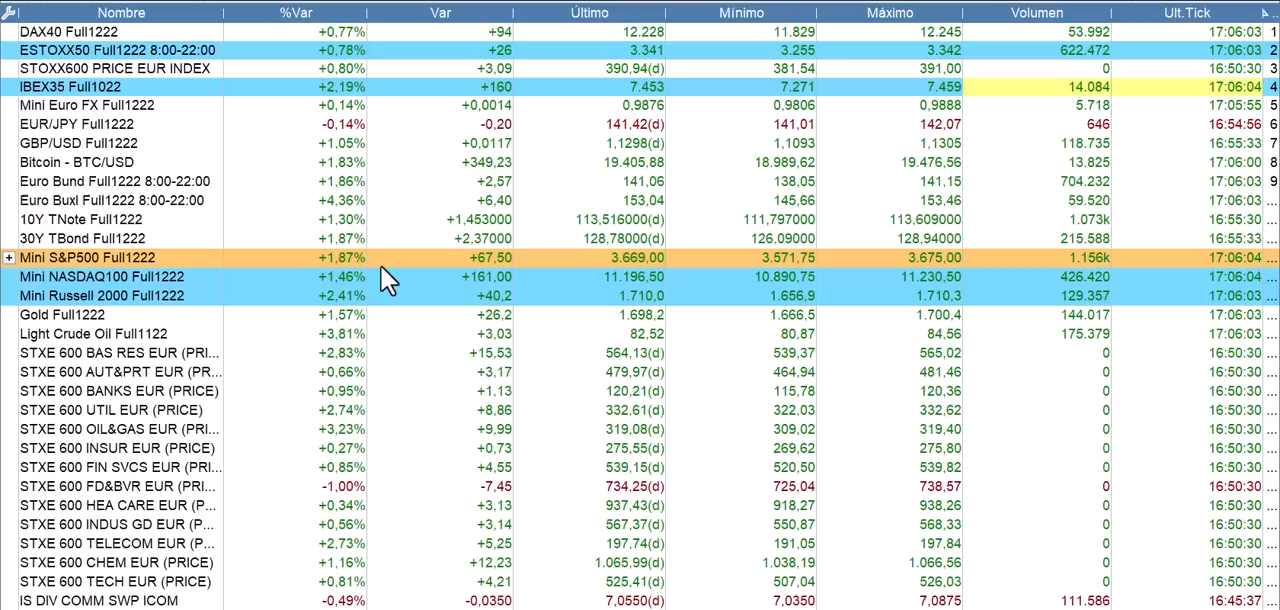 Nombre %Var Var Último Mínimo Máximo Volumen Ult.Tick
DAX40 Full1222 +0,77% +94 12.228 11.829 12.245 53.992 17:06:03 1
ESTOXX50 Full1222 8:00-22:00 +0,78% +26 3.341 3.255 3.342 622.472 17:06:03 2
STOXX600 PRICE EUR INDEX +0,80% +3,09 390,94(d) 381,54 391,00 0 16:50:30 3
IBEX35 Full1022 +2,19% +160 7.453 7.271 7.459 14.084 17:06:04 4
Mini Euro FX Full1222 +0,14% +0,0014 0,9876 0,9806 0,9888 5.718 17:05:55 5
EUR/JPY Full1222 -0,14% -0,20 141,42(d) 141,01 142,07 646 16:54:56 6
GBP/USD Full1222 +1,05% +0,0117 1,1298(d) 1,1093 1,1305 118.735 16:55:33 7
Bitcoin - BTC/USD +1,83% +349,23 19.405,88 18.989,62 19.476,56 13.825 17:06:00 8
Euro Bund Full1222 8:00-22:00 +1,86% +2,57 141,06 138,05 141,15 704.232 17:06:03 9
Euro Buxl Full1222 8:00-22:00 +4,36% +6,40 153,04 145,66 153,46 59.520 17:06:03 ...
10Y TNote Full1222 +1,30% +1,453000 113,516000(d) 111,797000 113,609000 1.073k 16:55:30 ...
30Y TBond Full1222 +1,87% +2,37000 128,78000(d) 126,09000 128,94000 215.588 16:55:33 ...
Mini S&P500 Full1222 +1,87% +67,50 3.669,00 3.571,75 3.675,00 1.156k 17:06:04 ...
Mini NASDAQ100 Full1222 +1,46% +161,00 11.196,50 10.890,75 11.230,50 426.420 17:06:04 ...
Mini Russell 2000 Full1222 +2,41% +40,2 1.710,0 1.656,9 1.710,3 129.357 17:06:04 ...
Gold Full1222 +1,57% +26,2 1.698,2 1.666,5 1.700,4 144.017 17:06:03 ...
Light Crude Oil Full1122 +3,81% +3,03 82,52 80,87 84,56 175.379 17:06:03 ...
STXE 600 BAS RES EUR (PRI... +2,83% +15,53 564,13(d) 539,37 565,02 0 16:50:30 ...
STXE 600 AUT&PRT EUR (PR... +0,66% +3,17 479,97(d) 464,94 481,46 0 16:50:30 ...
STXE 600 BANKS EUR (PRICE) +0,95% +1,13 120,21(d) 115,78 120,36 0 16:50:30 ...
STXE 600 UTIL EUR (PRICE) +2,74% +8,86 332,61(d) 322,03 332,62 0 16:50:30 ...
STXE 600 OIL&GAS EUR (PRI... +3,23% +9,99 319,08(d) 309,02 319,40 0 16:50:30 ...
STXE 600 INSUR EUR (PRICE) +0,27% +0,73 275,55(d) 269,62 275,80 0 16:50:30 ...
STXE 600 FIN SVCS EUR (PRI... +0,85% +4,55 539,15(d) 520,50 539,82 0 16:50:30 ...
STXE 600 FD&BVR EUR (PRI... -1,00% -7,45 734,25(d) 725,04 738,57 0 16:50:30 ...
STXE 600 HEA CARE EUR (P... +0,34% +3,13 937,43(d) 918,27 938,26 0 16:50:30 ...
STXE 600 INDUS GD EUR (P... +0,56% +3,14 567,37(d) 550,87 568,33 0 16:50:30 ...
STXE 600 TELECOM EUR (P... +2,73% +5,25 197,74(d) 191,05 197,84 0 16:50:30 ...
STXE 600 CHEM EUR (PRICE) +1,16% +12,23 1.065,99(d) 1.038,19 1.066,56 0 16:50:30 ...
STXE 600 TECH EUR (PRICE) +0,81% +4,21 525,41(d) 507,04 526,03 0 16:50:30 ...
IS DIV COMM SWP ICOM -0,49% -0,0350 7,0550(d) 7,0350 7,0875 111.586 16:45:37 ...